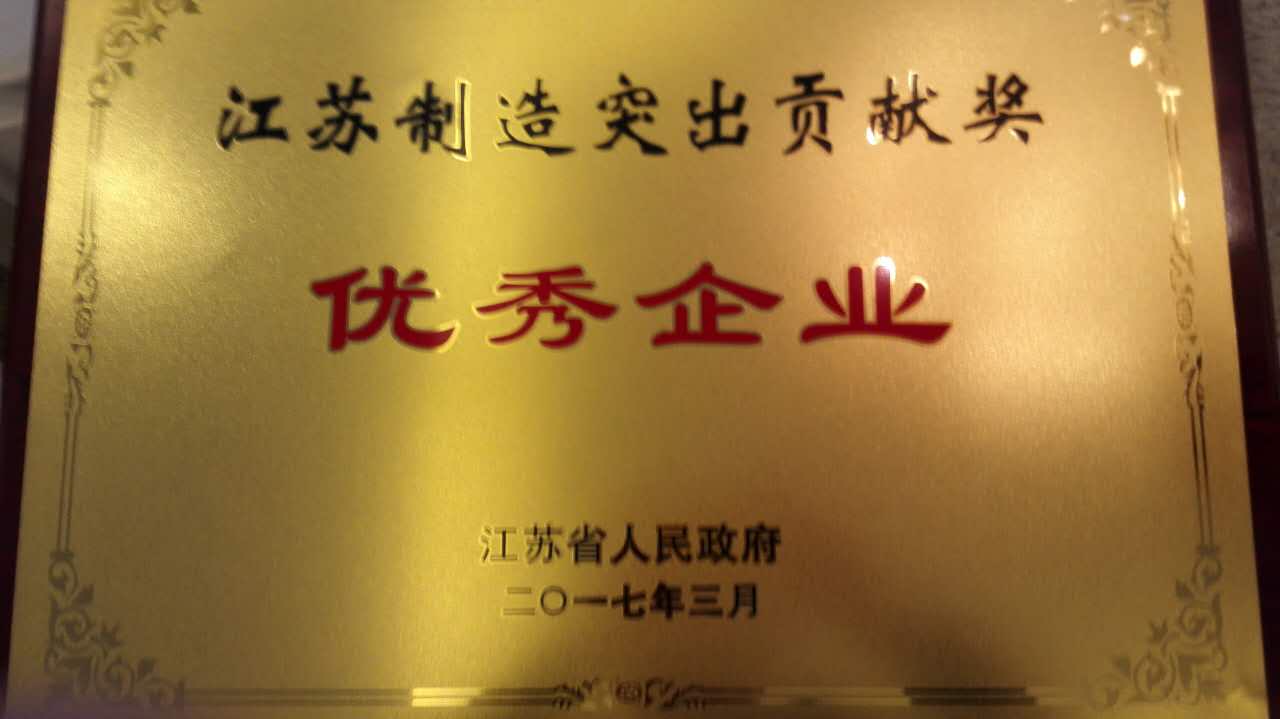 江苏制造突出贡献奖
优秀企业
江苏省人民政府
二〇一七年三月